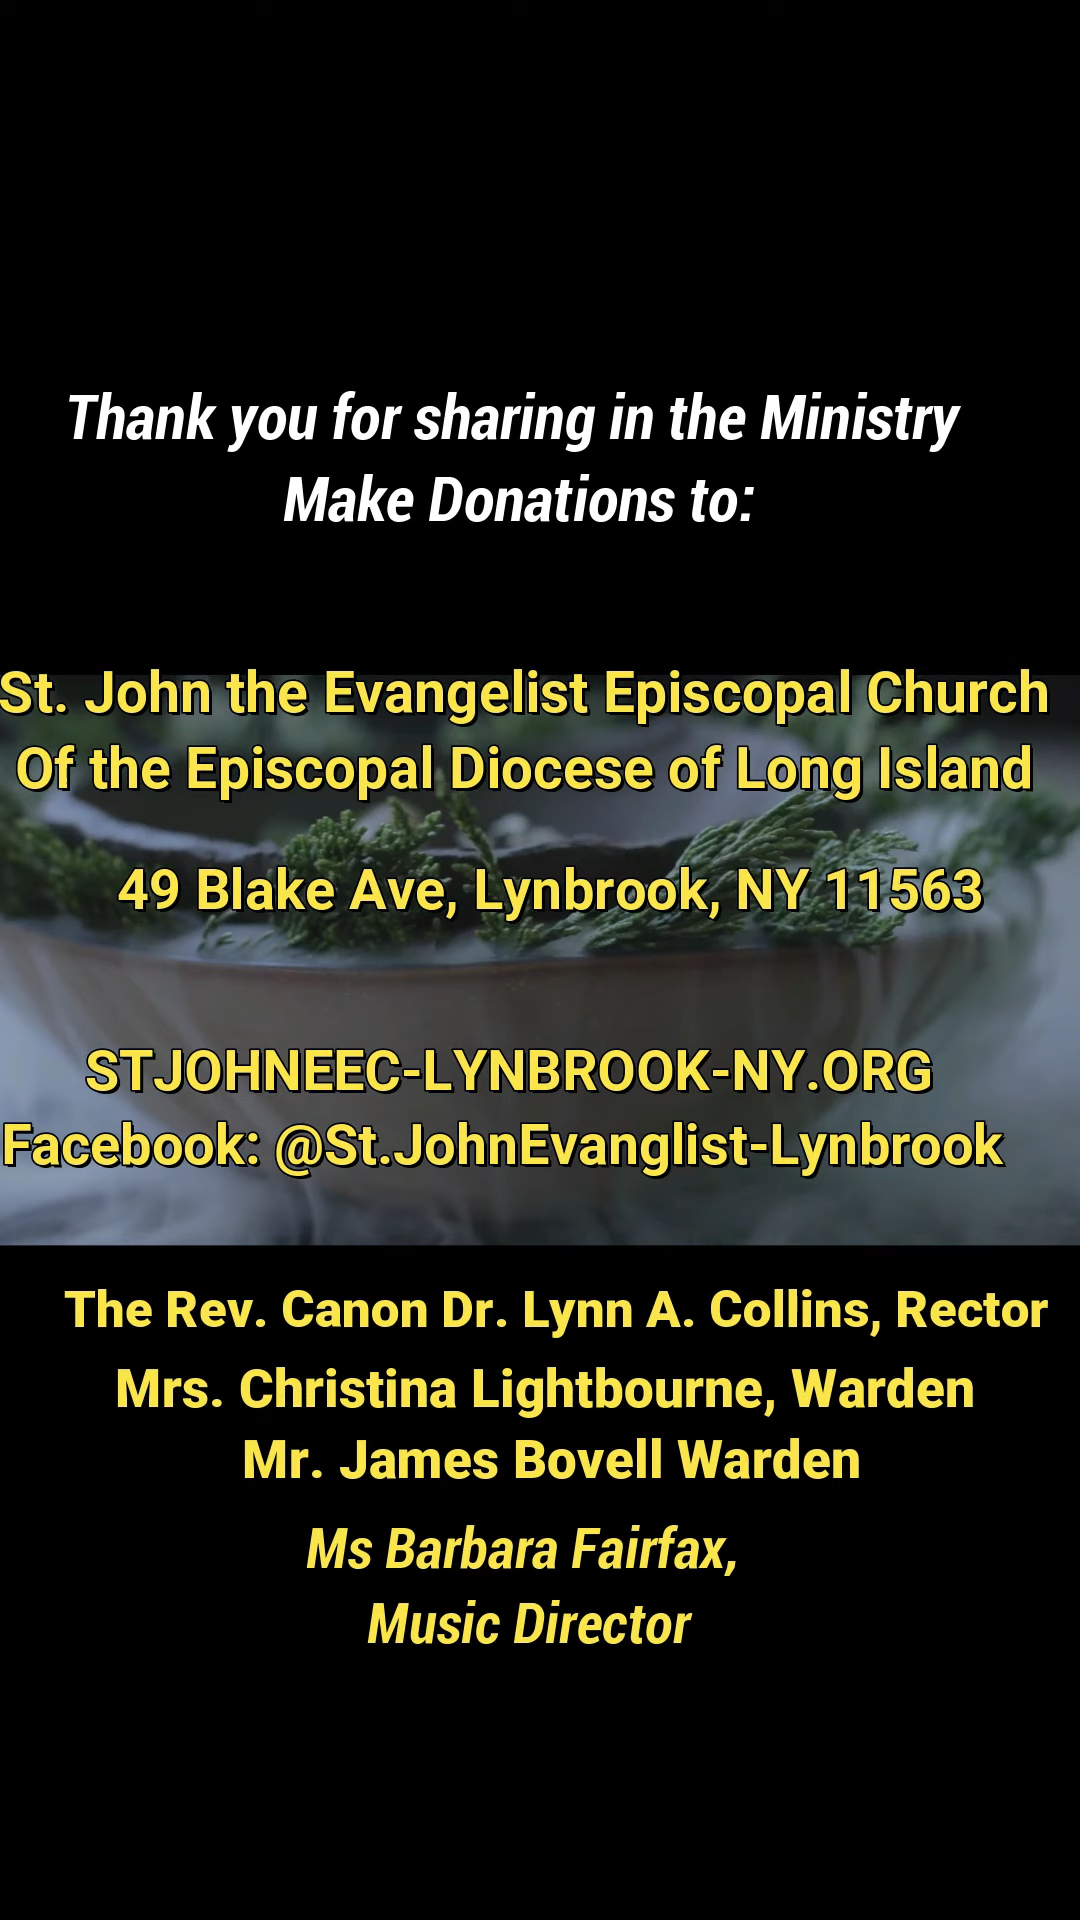 Thank you for sharing in the Ministry
Make Donations to:
St. John the Evangelist Episcopal Church
Of the Episcopal Diocese of Long Island
49 Blake Ave, Lynbrook, NY 11563
STJOHNEEC-LYNBROOK-NY.ORG
Facebook: @St.JohnEvanglist-Lynbrook
The Rev. Canon Dr. Lynn A. Collins, Rector
Mrs. Christina Lightbourne, Warden
Mr. James Bovell Warden
Ms Barbara Fairfax,
Music Director